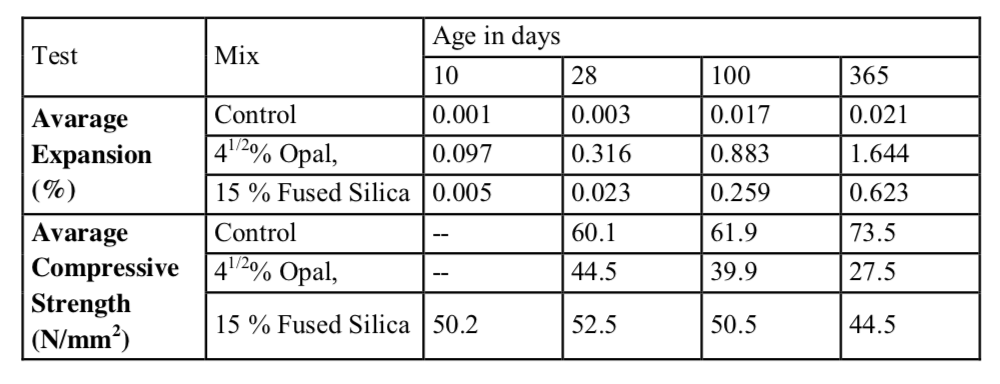 Test Mix Age in days
10 28 100 365
Avarage Expansion (%) Control 0.001 0.003 0.017 0.021
4^1/2% Opal, 0.097 0.316 0.883 1.644
15 % Fused Silica 0.005 0.023 0.259 0.623
Avarage Compressive Strength (N/mm²) Control -- 60.1 61.9 73.5
4^1/2% Opal, -- 44.5 39.9 27.5
15 % Fused Silica 50.2 52.5 50.5 44.5